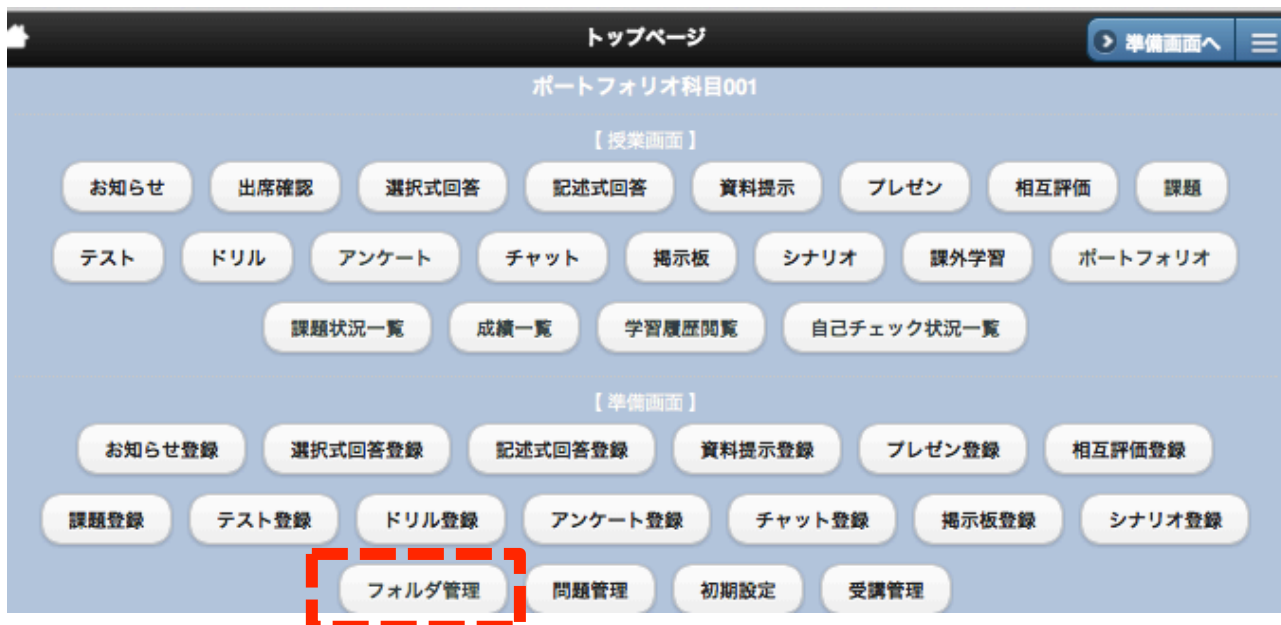 トップページ
準備画面へ
ポートフォリオ科目001
【 授業画面 】
お知らせ 出席確認 選択式回答 記述式回答 資料提示 プレゼン 相互評価 課題
テスト ドリル アンケート チャット 掲示板 シナリオ 課外学習 ポートフォリオ
課題状況一覧 成績一覧 学習履歴閲覧 自己チェック状況一覧
【 準備画面 】
お知らせ登録 選択式回答登録 記述式回答登録 資料提示登録 プレゼン登録 相互評価登録
課題登録 テスト登録 ドリル登録 アンケート登録 チャット登録 掲示板登録 シナリオ登録
フォルダ管理 問題管理 初期設定 受講管理